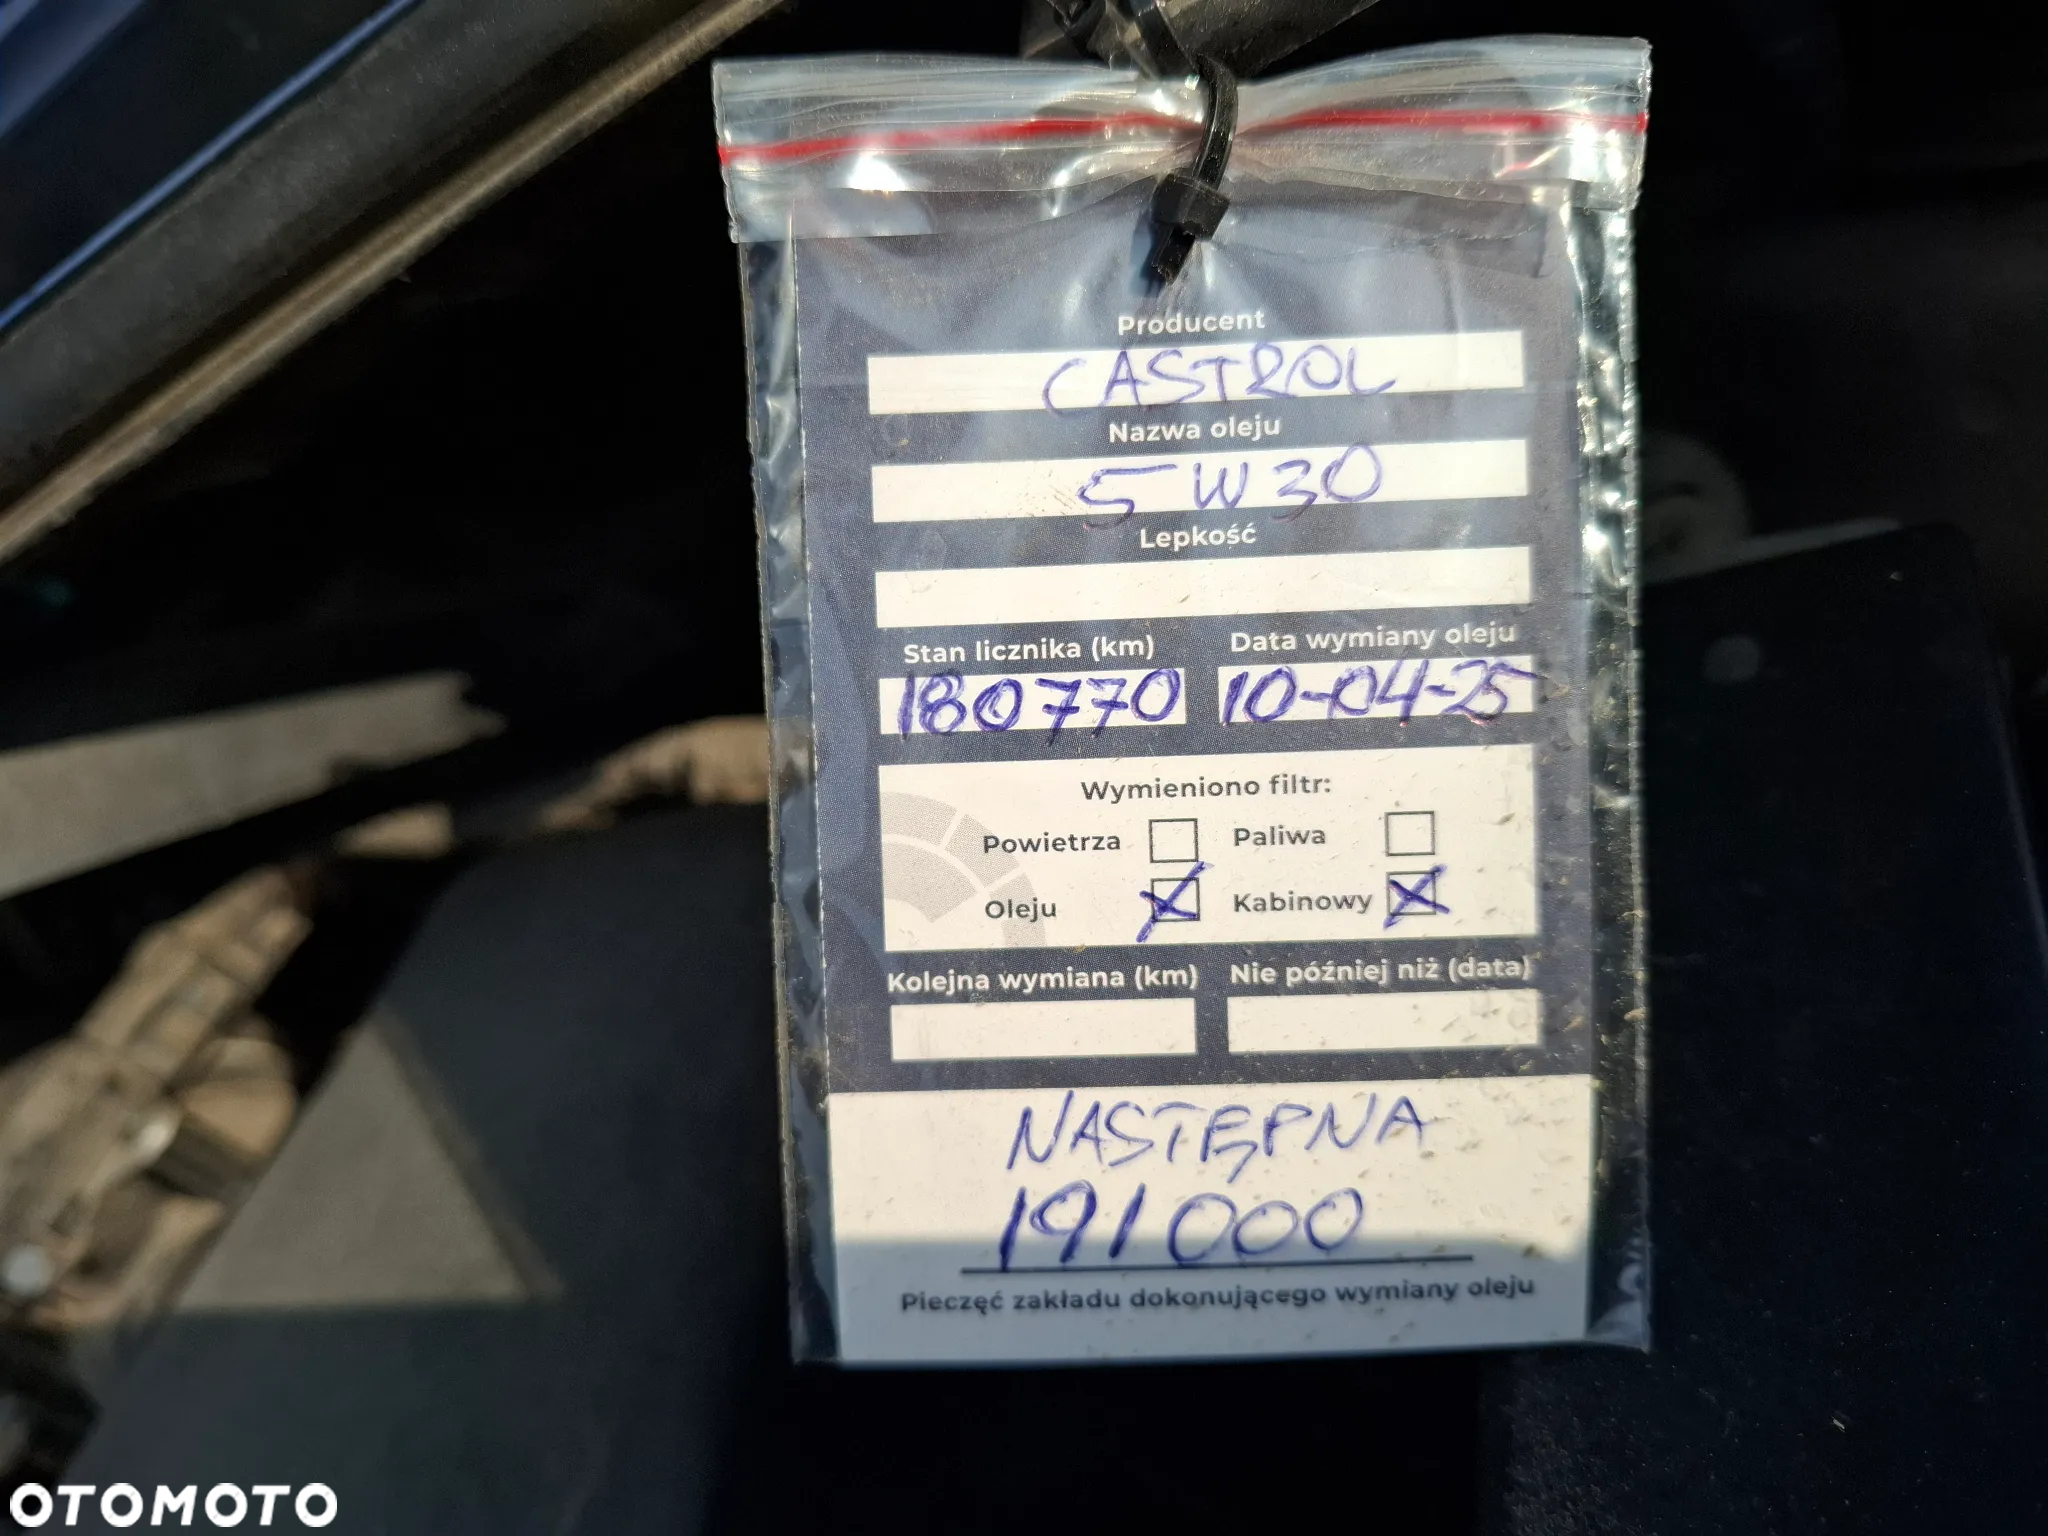 Producent
CASTROL
Nazwa oleju
5W30
Lepkość
Stan licznika (km) Data wymiany oleju
180770 10-04-25
Wymieniono filtr:
Powietrza Paliwa
Oleju Kabinowy
Kolejna wymiana (km) Nie później niż (data)
NASTĘPNA
191000
Pieczęć zakładu dokonującego wymiany oleju
OTOMOTO